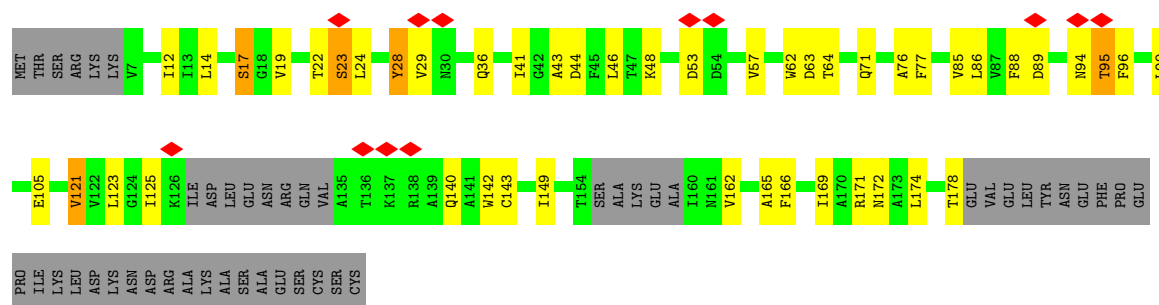 MET THR SER ARG LYS LYS V7 I12 I13 L14 S17 G18 V19 T22 S23 L24 Y28 V29 N30 Q36 I41 G42 A43 D44 F45 L46 T47 K48 D53 D54 V57 W62 D63 T64 Q71 A76 F77 V85 L86 V87 F88 D89 N94 T95 F96
E105 V121 V122 L123 G124 I125 K126 ILE ASP LEU GLU ASN ARG GLN VAL A135 T136 K137 R138 A139 Q140 A141 W142 C143 I149 T154 SER ALA LYS GLU ALA I160 N161 V162 A165 F166 I169 A170 R171 N172 A173 L174 T178 GLU VAL GLU LEU TYR ASN GLU PHE PRO GLU
PRO ILE LYS LEU ASP LYS ASN ASP ARG ALA LYS ALA SER ALA GLU SER CYS SER CYS